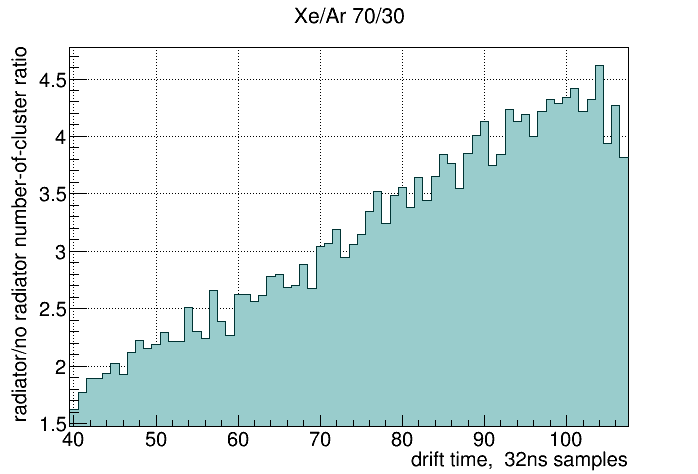 Xe/Ar 70/30
radiator/no radiator number-of-cluster ratio
4.5
4
3.5
3
2.5
2
1.5
40 50 60 70 80 90 100
drift time, 32ns samples